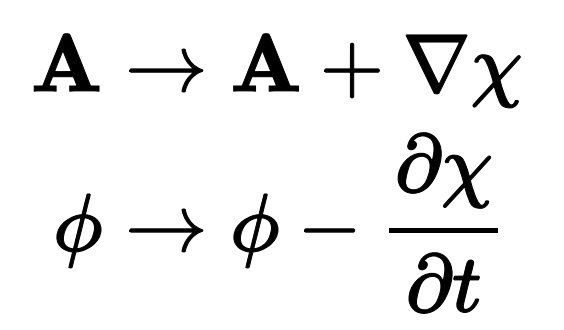 𝐀 → 𝐀 + ∇χ
ϕ → ϕ − ∂χ/∂t